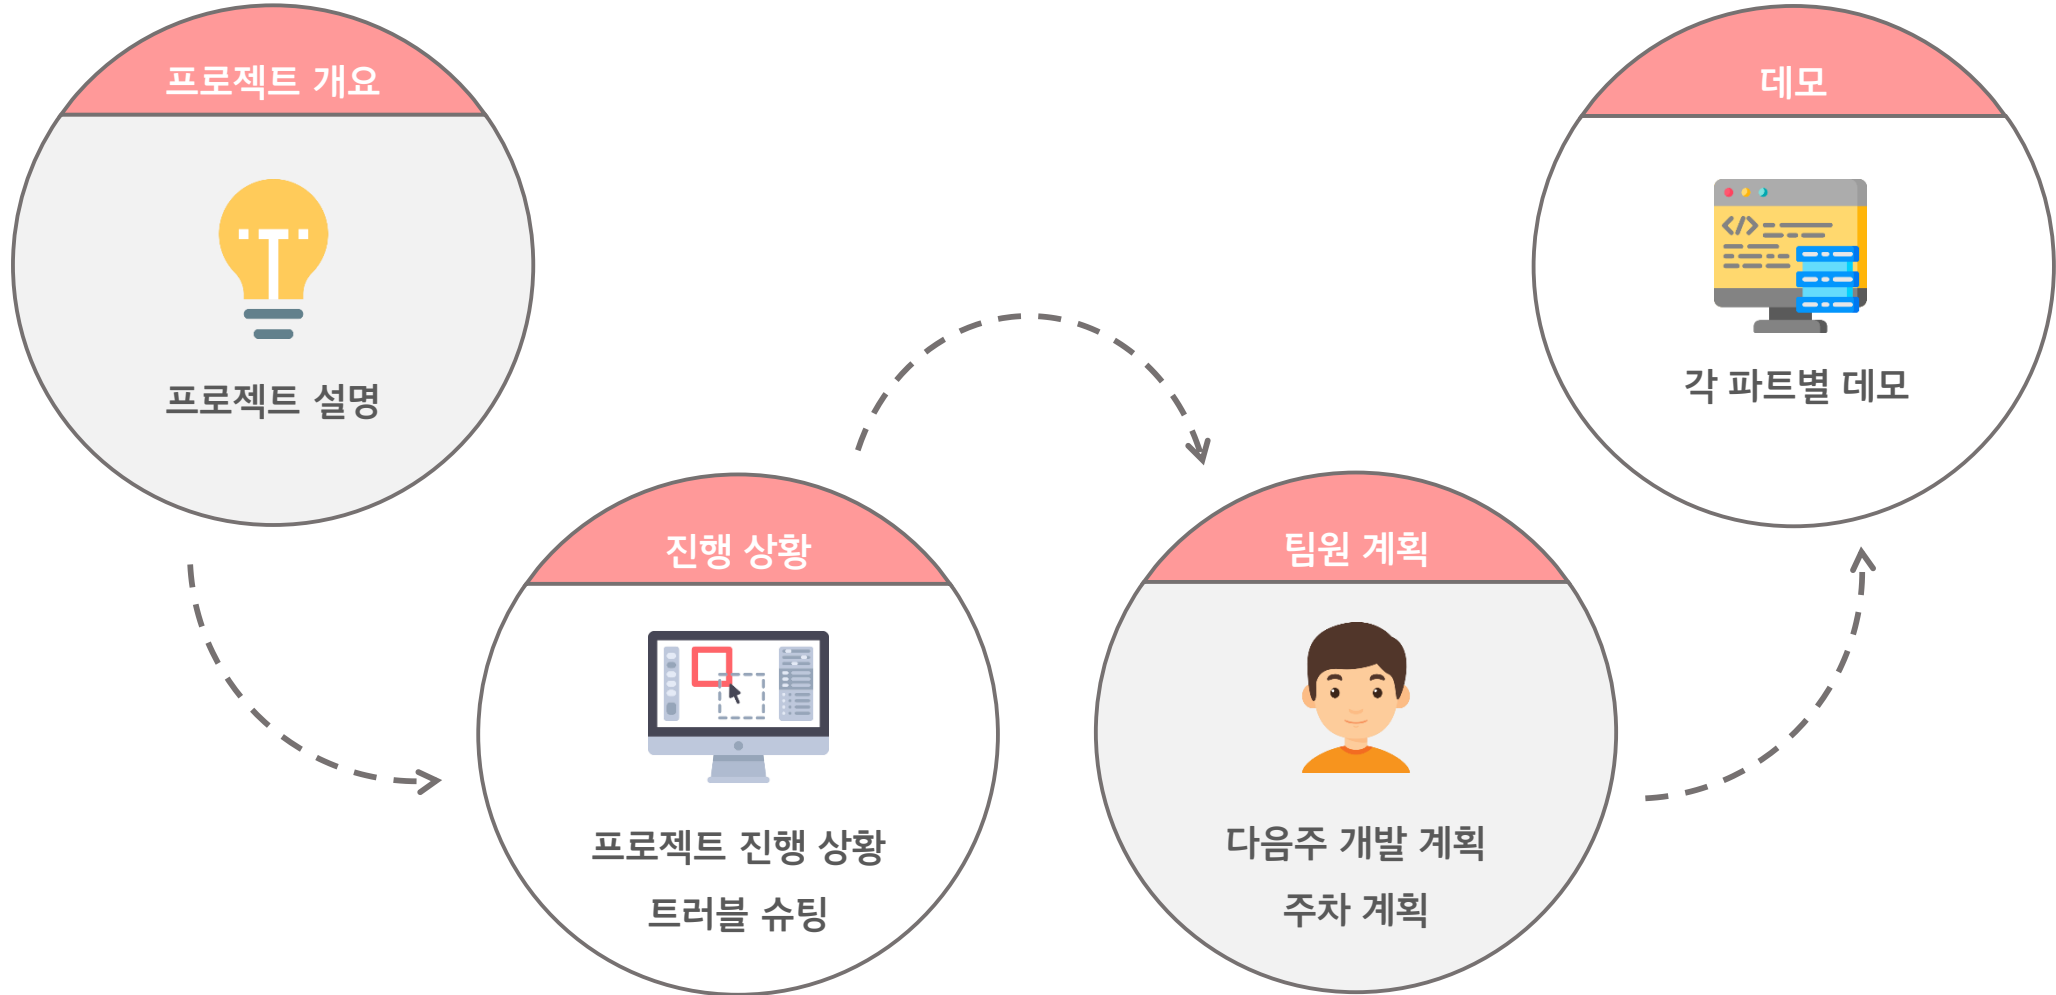 프로젝트 개요
프로젝트 설명
진행 상황
프로젝트 진행 상황
트러블 슈팅
팀원 계획
다음주 개발 계획
주차 계획
데모
</>
각 파트별 데모